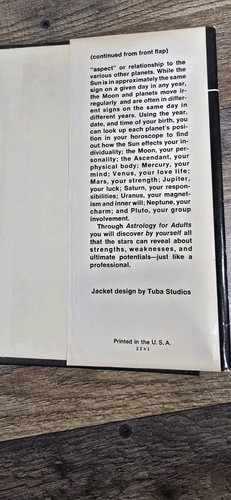 (continued from front flap)
"aspect" or relationship to the
various other planets. While the
Sun is in approximately the same
sign on a given day in any year,
the Moon and planets move ir-
regularly and are often in differ-
ent signs on the same day in
different years. Using the year,
date, and time of your birth, you
can look up each planet's posi-
tion in your horoscope to find
out how the Sun effects your in-
dividuality: the Moon, your per-
sonality; the Ascendant, your
physical body; Mercury, your
mind; Venus, your love life;
Mars, your strength; Jupiter,
your luck; Saturn, your respon-
sibilities; Uranus, your magnet-
ism and inner will; Neptune, your
charm; and Pluto, your group
involvement.
Through Astrology for Adults
you will discover by yourself all
that the stars can reveal about
strengths, weaknesses, and
ultimate potentials—just like a
professional.
Jacket design by Tuba Studios
Printed in the U.S.A.
2241